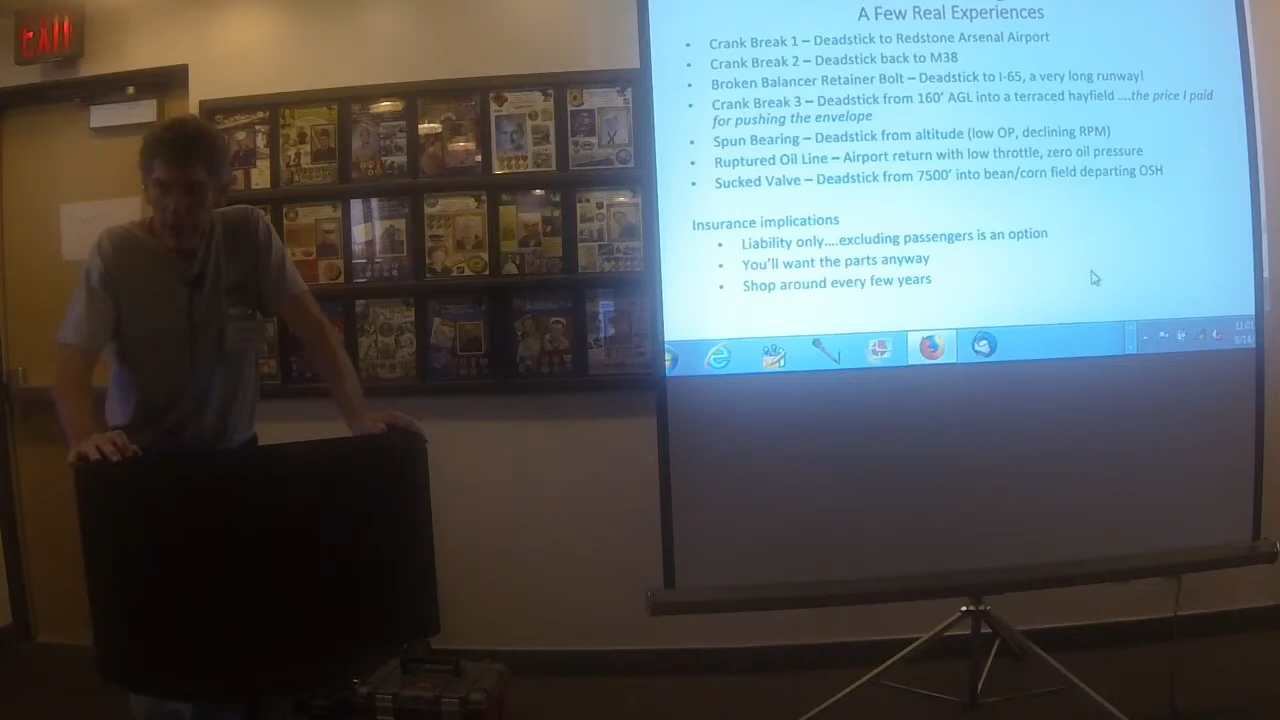 EXIT
A Few Real Experiences
• Crank Break 1 – Deadstick to Redstone Arsenal Airport
• Crank Break 2 – Deadstick back to M38
• Broken Balancer Retainer Bolt – Deadstick to I-65, a very long runway!
• Crank Break 3 – Deadstick from 160' AGL into a terraced hayfield ....the price I paid
for pushing the envelope
• Spun Bearing – Deadstick from altitude (low OP, declining RPM)
• Ruptured Oil Line – Airport return with low throttle, zero oil pressure
• Sucked Valve – Deadstick from 7500' into bean/corn field departing OSH
Insurance implications
• Liability only....excluding passengers is an option
• You'll want the parts anyway
• Shop around every few years